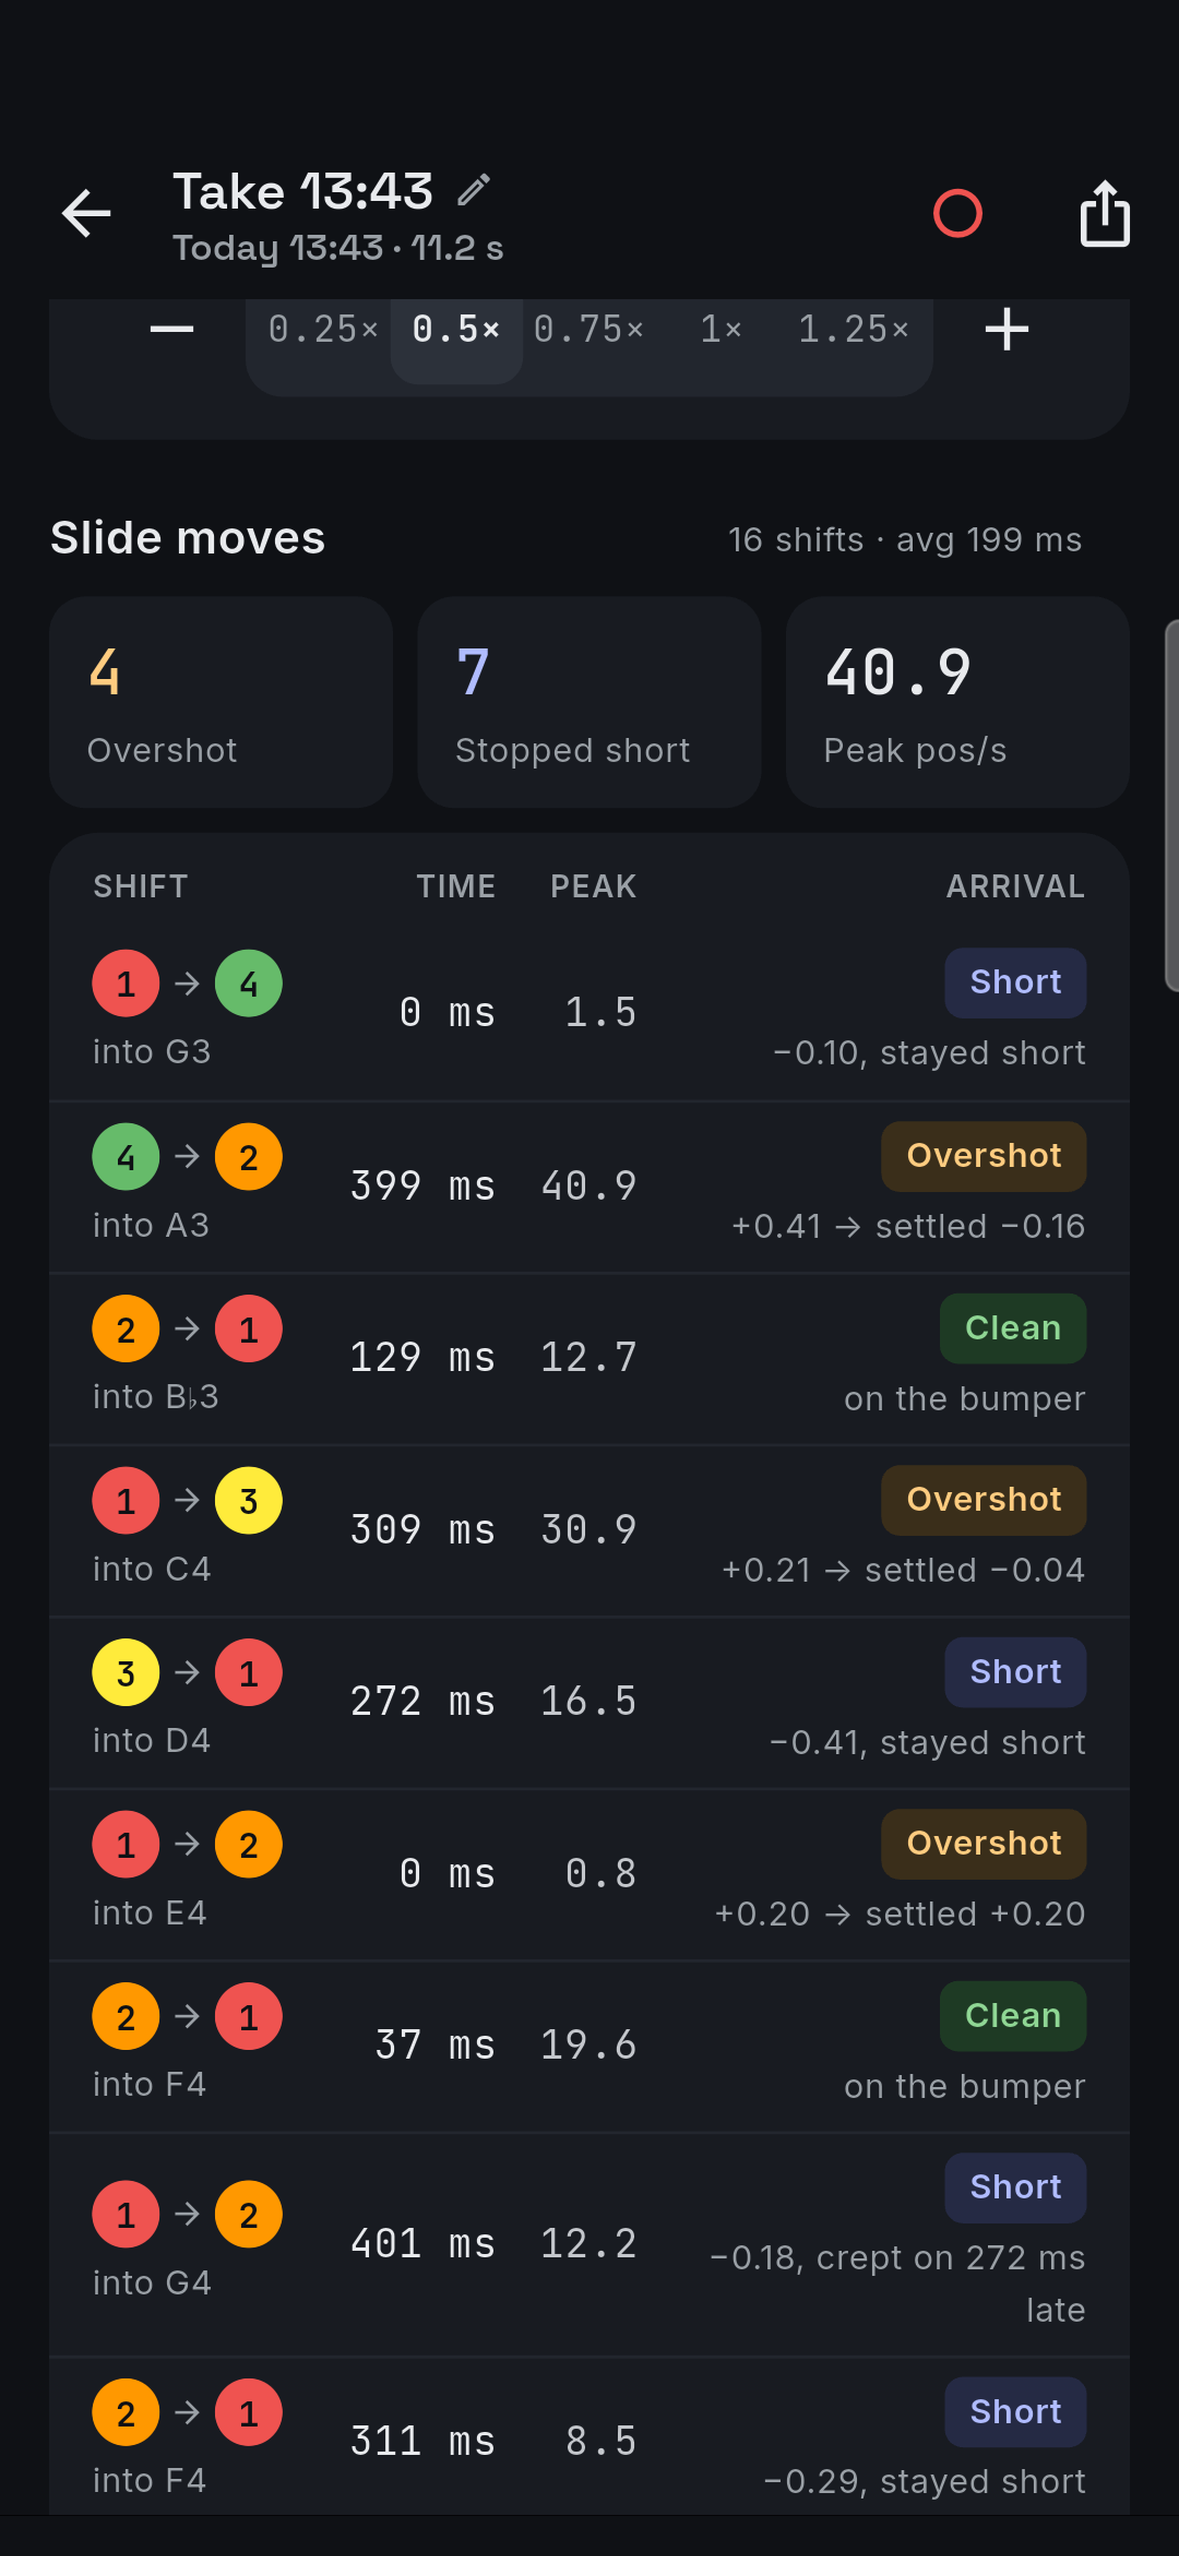 Take 13:43
Today 13:43 · 11.2 s
− 0.25× 0.5× 0.75× 1× 1.25× +
Slide moves 16 shifts · avg 199 ms
4 7 40.9
Overshot Stopped short Peak pos/s
SHIFT TIME PEAK ARRIVAL
1 → 4 0 ms 1.5 Short
into G3 −0.10, stayed short
4 → 2 399 ms 40.9 Overshot
into A3 +0.41 → settled −0.16
2 → 1 129 ms 12.7 Clean
into B♭3 on the bumper
1 → 3 309 ms 30.9 Overshot
into C4 +0.21 → settled −0.04
3 → 1 272 ms 16.5 Short
into D4 −0.41, stayed short
1 → 2 0 ms 0.8 Overshot
into E4 +0.20 → settled +0.20
2 → 1 37 ms 19.6 Clean
into F4 on the bumper
1 → 2 401 ms 12.2 Short
into G4 −0.18, crept on 272 ms
late
2 → 1 311 ms 8.5 Short
into F4 −0.29, stayed short